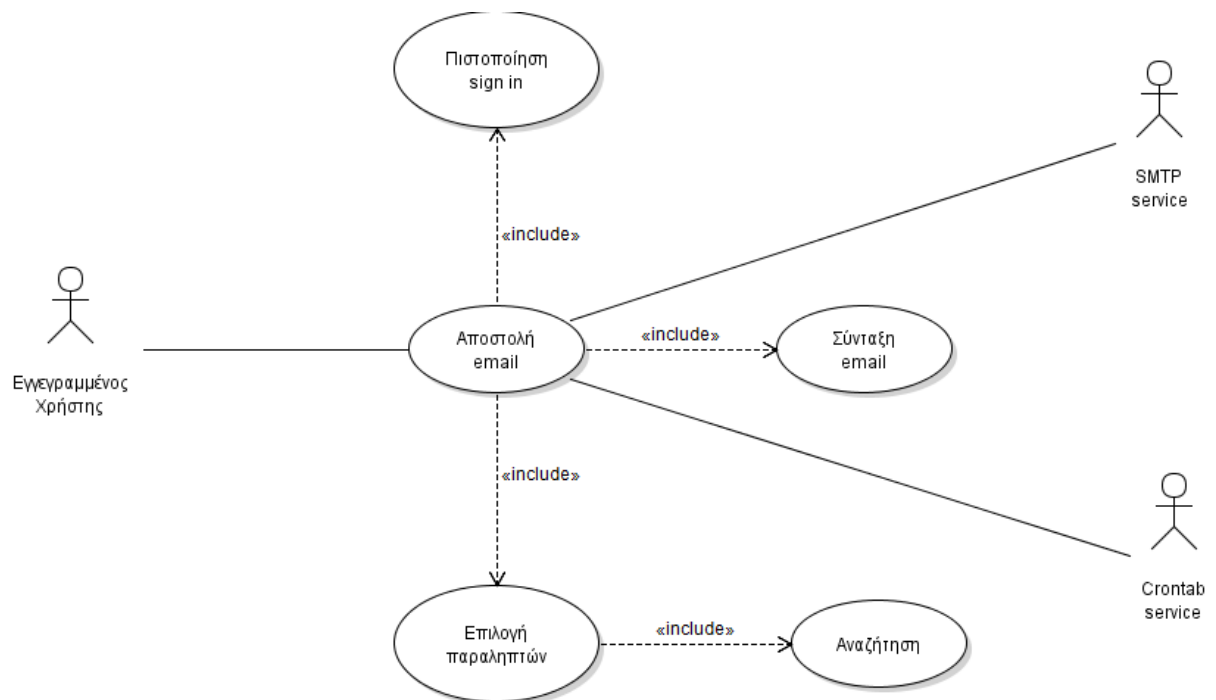 Πιστοποίηση
sign in
SMTP
service
«include»
Εγγεγραμμένος
Χρήστης
Αποστολή
email
«include»
Σύνταξη
email
«include»
Crontab
service
Επιλογή
παραληπτών
«include»
Αναζήτηση